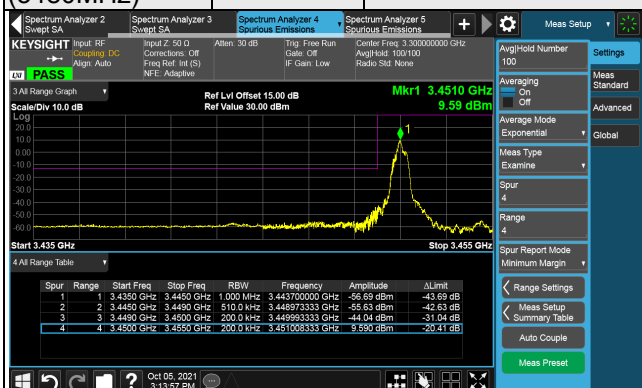 (3450MHz)
Spectrum Analyzer 2
Swept SA
Spectrum Analyzer 3
Swept SA
Spectrum Analyzer 4
Spurious Emissions
Spectrum Analyzer 5
Spurious Emissions
+
Meas Setup
KEYSIGHT
LXI
PASS
Input: RF
Coupling: DC
Align: Auto
Input Z: 50 Ω
Corrections: Off
Freq Ref: Int (S)
NFE: Adaptive
Atten: 30 dB
Trig: Free Run
Gate: Off
IF Gain: Low
Center Freq: 3.300000000 GHz
Avg|Hold: 100/100
Radio Std: None
3 All Range Graph
Scale/Div 10.0 dB
Ref Lvl Offset 15.00 dB
Ref Value 30.00 dBm
Mkr1 3.4510 GHz
9.59 dBm
Log
20.0
10.0
0.00
-10.0
-20.0
-30.0
-40.0
-50.0
-60.0
1
Start 3.435 GHz
Stop 3.455 GHz
4 All Range Table
Spur Range Start Freq Stop Freq RBW Frequency Amplitude ΔLimit
1 1 3.4350 GHz 3.4450 GHz 1.000 MHz 3.443700000 GHz -56.69 dBm -43.69 dB
2 2 3.4450 GHz 3.4490 GHz 510.0 kHz 3.448973333 GHz -55.63 dBm -42.63 dB
3 3 3.4490 GHz 3.4500 GHz 200.0 kHz 3.449993333 GHz -44.04 dBm -31.04 dB
4 4 3.4500 GHz 3.4550 GHz 200.0 kHz 3.451008333 GHz 9.590 dBm -20.41 dB
Avg|Hold Number
100
Averaging
On
Off
Average Mode
Exponential
Meas Type
Examine
Spur
4
Range
4
Spur Report Mode
Minimum Margin
Range Settings
Meas Setup
Summary Table
Auto Couple
Meas Preset
Settings
Meas
Standard
Advanced
Global
?
Oct 05, 2021
3:13:57 PM